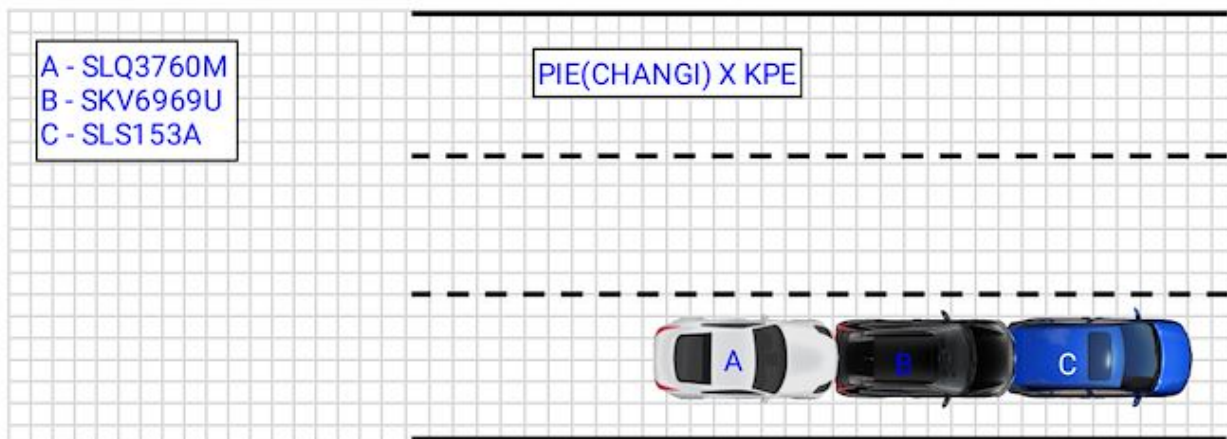 A - SLQ3760M
B - SKV6969U
C - SLS153A
PIE(CHANGI) X KPE
A
B
C